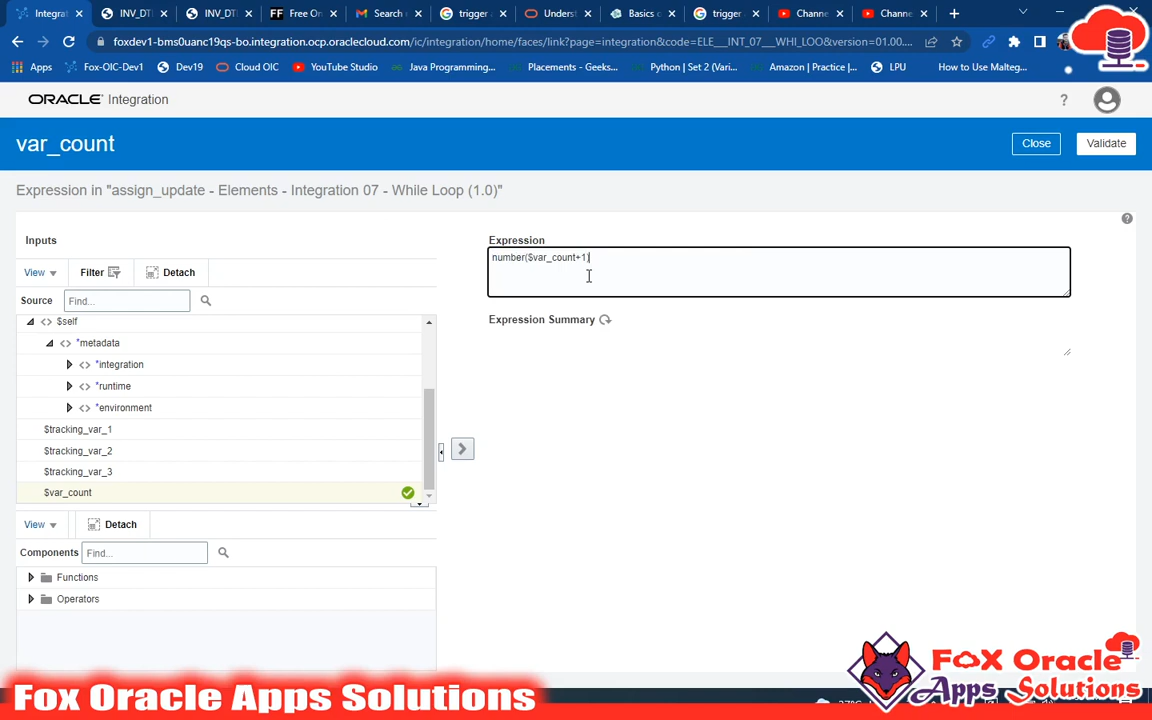 Integrat
INV_DTI
INV_DTI
Free On
Search r
trigger
Underst
Basics c
trigger
Channe
Channe
foxdev1-bms0uanc19qs-bo.integration.ocp.oraclecloud.com/ic/integration/home/faces/link?page=integration&code=ELE__INT_07__WHI_LOO&version=01.00....
Apps
Fox-OIC-Dev1
Dev19
Cloud OIC
YouTube Studio
Java Programming...
Placements - Geeks...
Python | Set 2 (Vari...
Amazon | Practice |...
LPU
How to Use Malteg...
ORACLE Integration
?
var_count
Close
Validate
Expression in "assign_update - Elements - Integration 07 - While Loop (1.0)"
Inputs
Expression
number($var_count+1)
View
Filter
Detach
Source
Find...
Expression Summary
$self
*metadata
*integration
*runtime
*environment
$tracking_var_1
$tracking_var_2
$tracking_var_3
$var_count
View
Detach
Components
Find...
Functions
Operators
Fox Oracle Apps Solutions
FOX Oracle
Apps Solutions